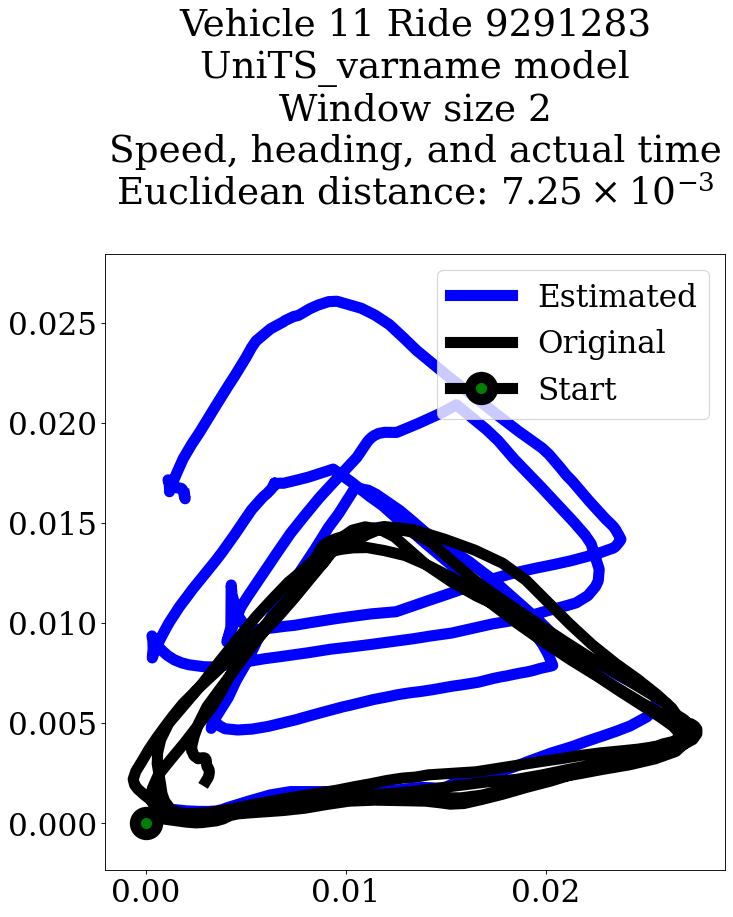 Vehicle 11 Ride 9291283
UniTS_varname model
Window size 2
Speed, heading, and actual time
Euclidean distance: $7.25 \times 10^{-3}$
Estimated
Original
Start
0.025
0.020
0.015
0.010
0.005
0.000
0.00 0.01 0.02